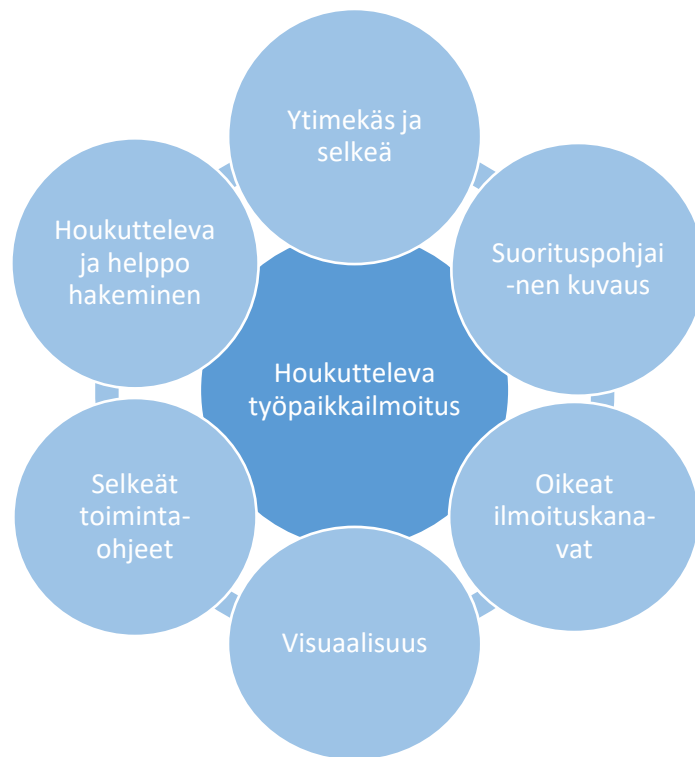 Ytimekäs ja
selkeä
Suorituspohjai
-nen kuvaus
Oikeat
ilmoituskana-
vat
Visuaalisuus
Selkeät
toiminta-
ohjeet
Houkutteleva
ja helppo
hakeminen
Houkutteleva
työpaikkailmoitus